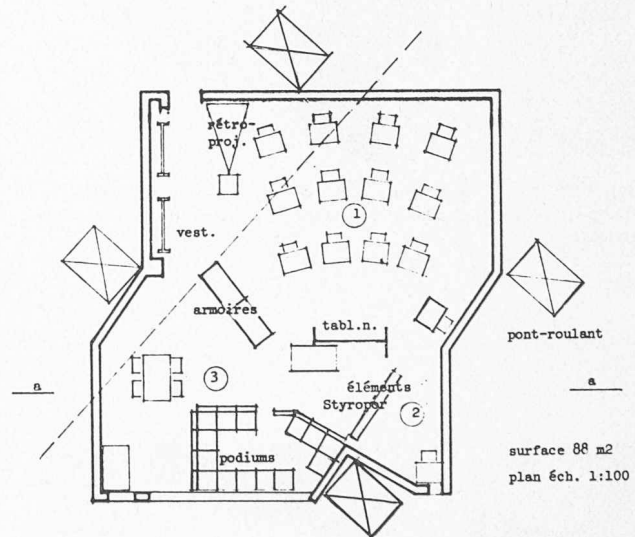 rétro-
proj.
1
vest.
armoires
tabl.n.
pont-roulant
a
3
éléments
Styropor
2
a
podiums
surface 88 m2
plan éch. 1:100